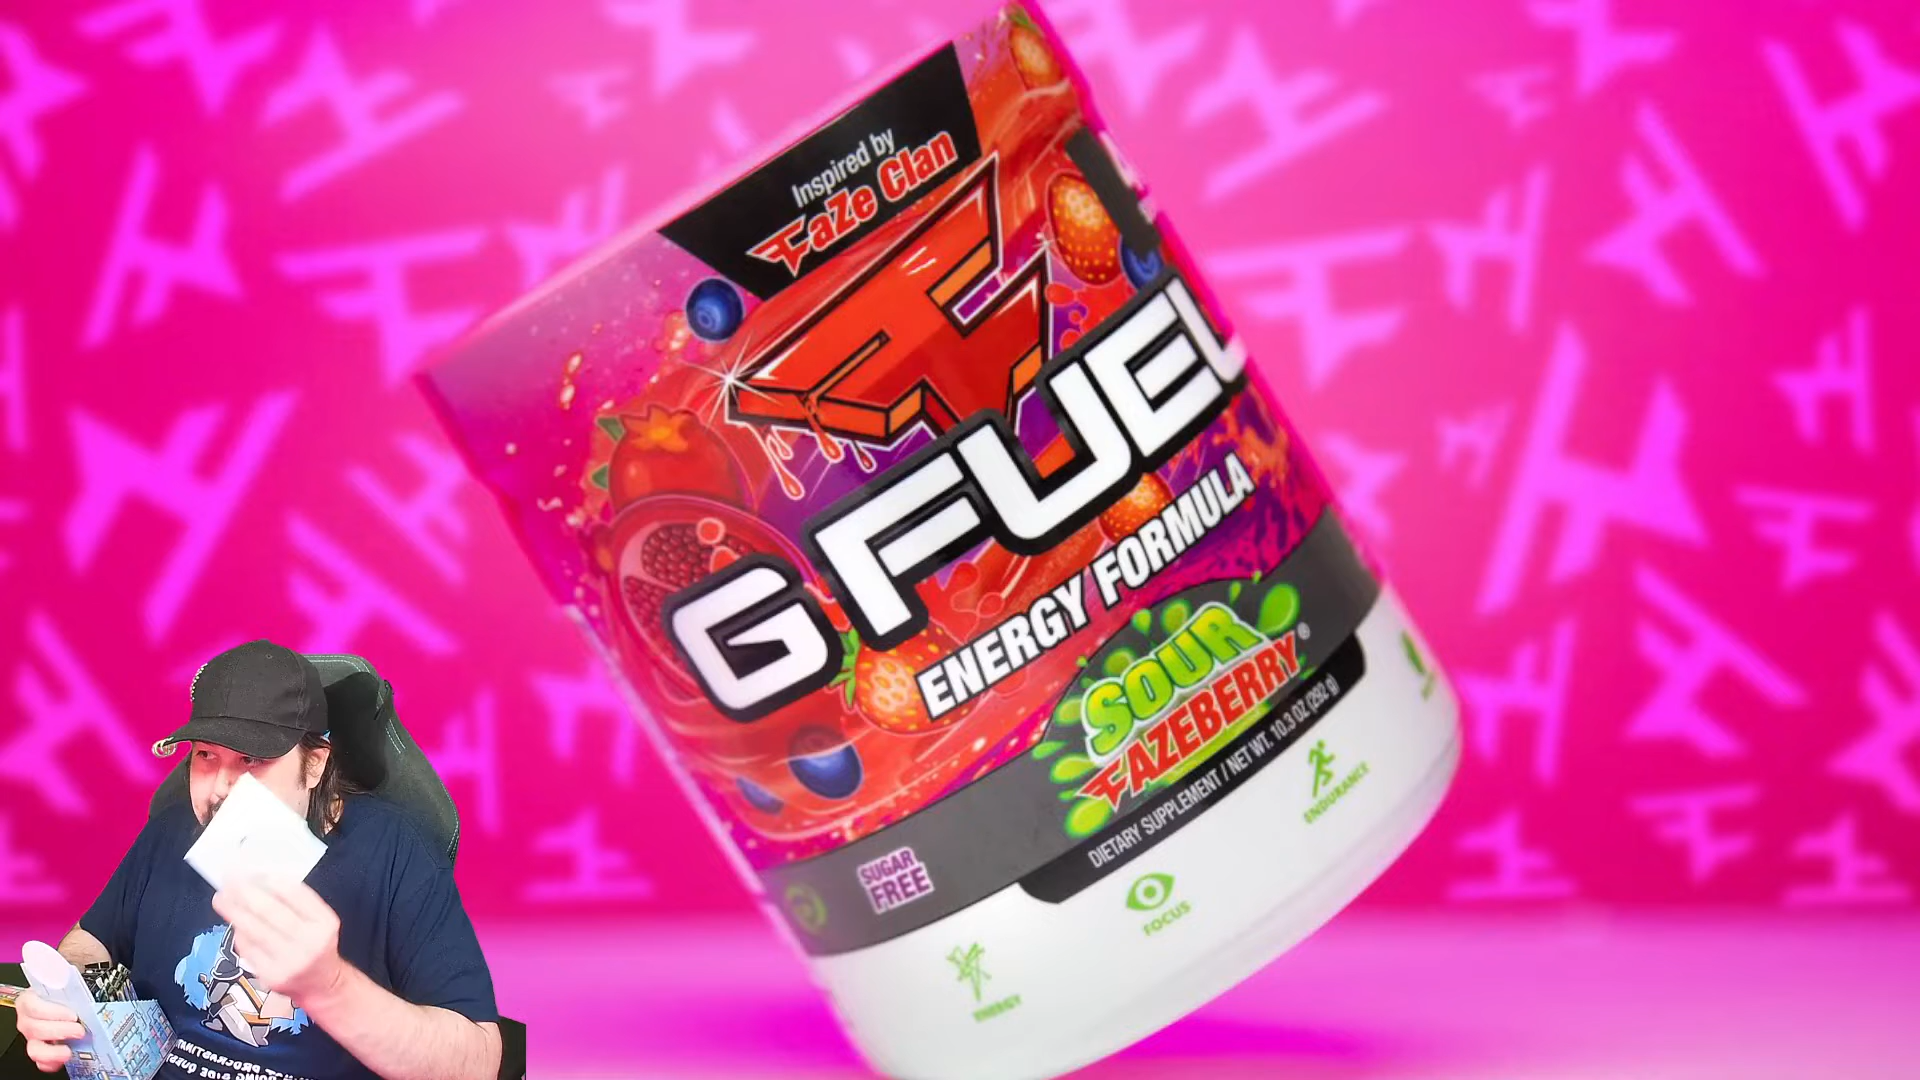 Inspired by
FaZe Clan
G FUEL
ENERGY FORMULA
SOUR
FAZEBERRY®
DIETARY SUPPLEMENT / NET WT. 10.3 OZ (292 g)
SUGAR
FREE
ENERGY
FOCUS
ENDURANCE